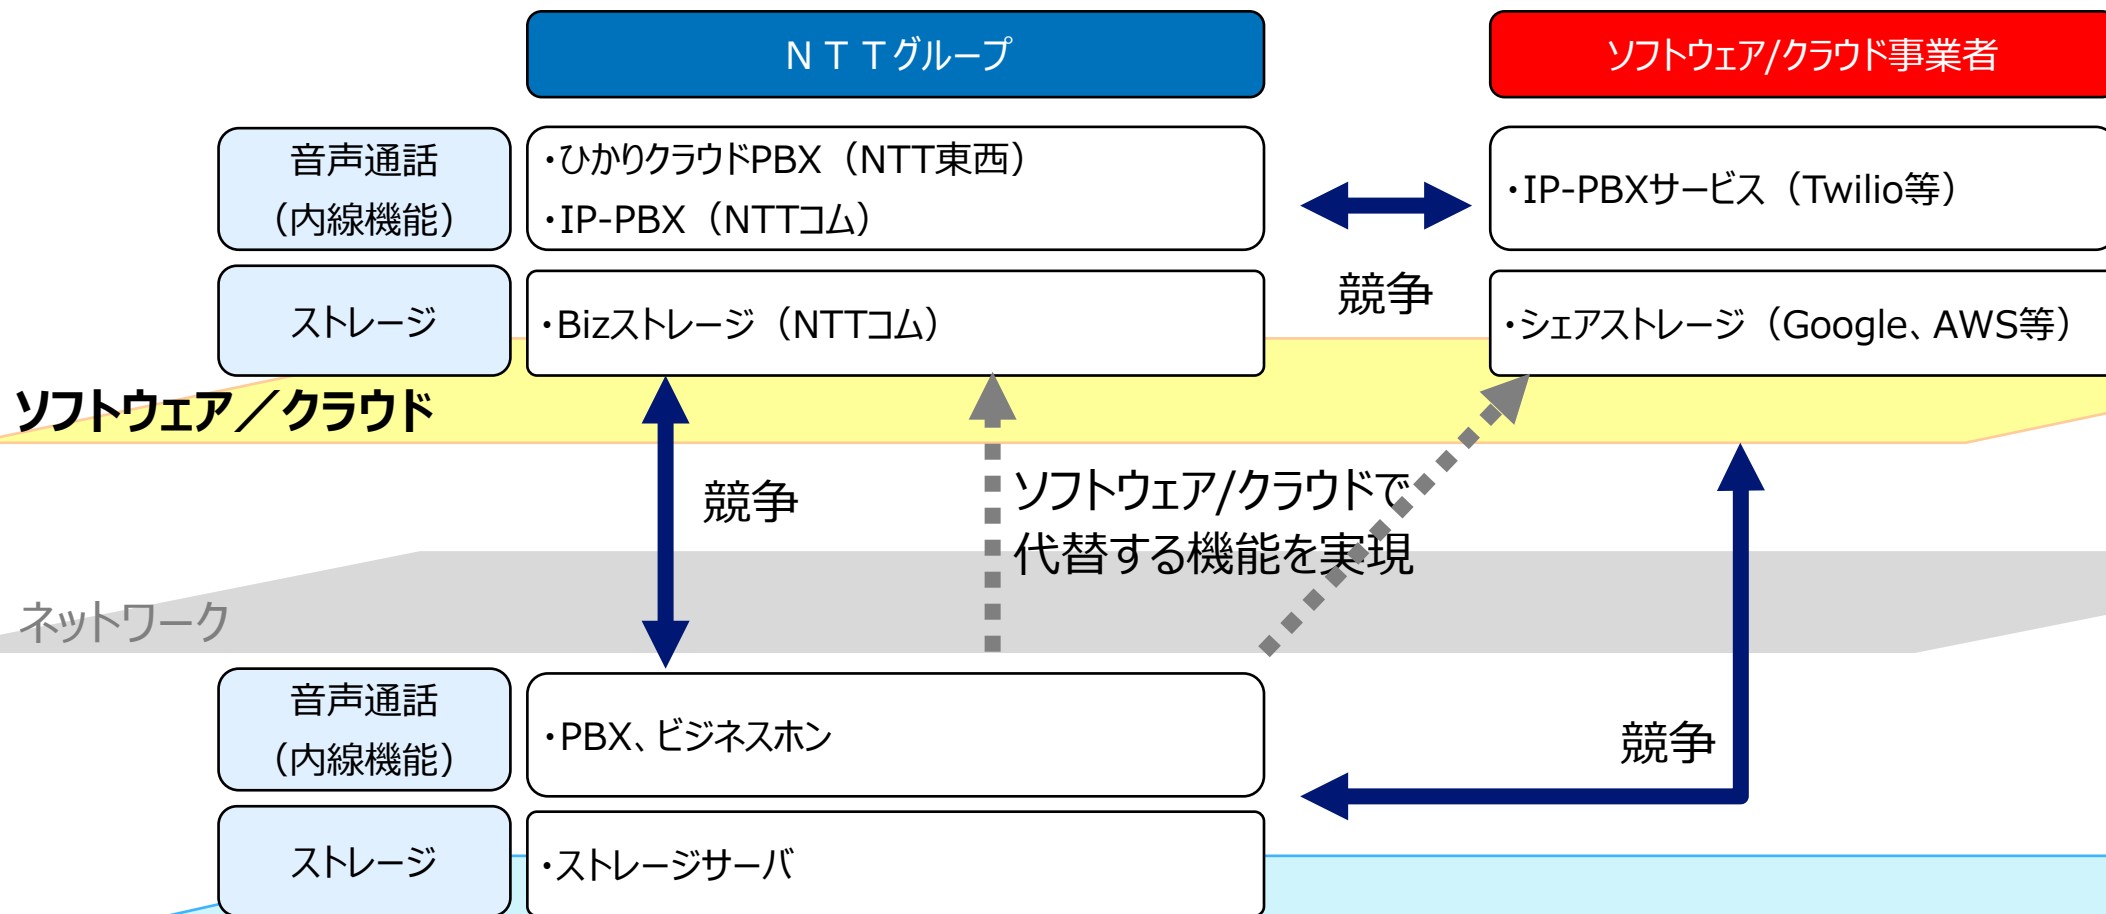 ＮＴＴグループ
ソフトウェア/クラウド事業者
音声通話
（内線機能）
・ひかりクラウドPBX（NTT東西）
・IP-PBX（NTTコム）
・IP-PBXサービス（Twilio等）
競争
ストレージ
・Bizストレージ（NTTコム）
・シェアストレージ（Google、AWS等）
ソフトウェア／クラウド
競争
ソフトウェア/クラウドで
代替する機能を実現
ネットワーク
音声通話
（内線機能）
・PBX、ビジネスホン
競争
ストレージ
・ストレージサーバ